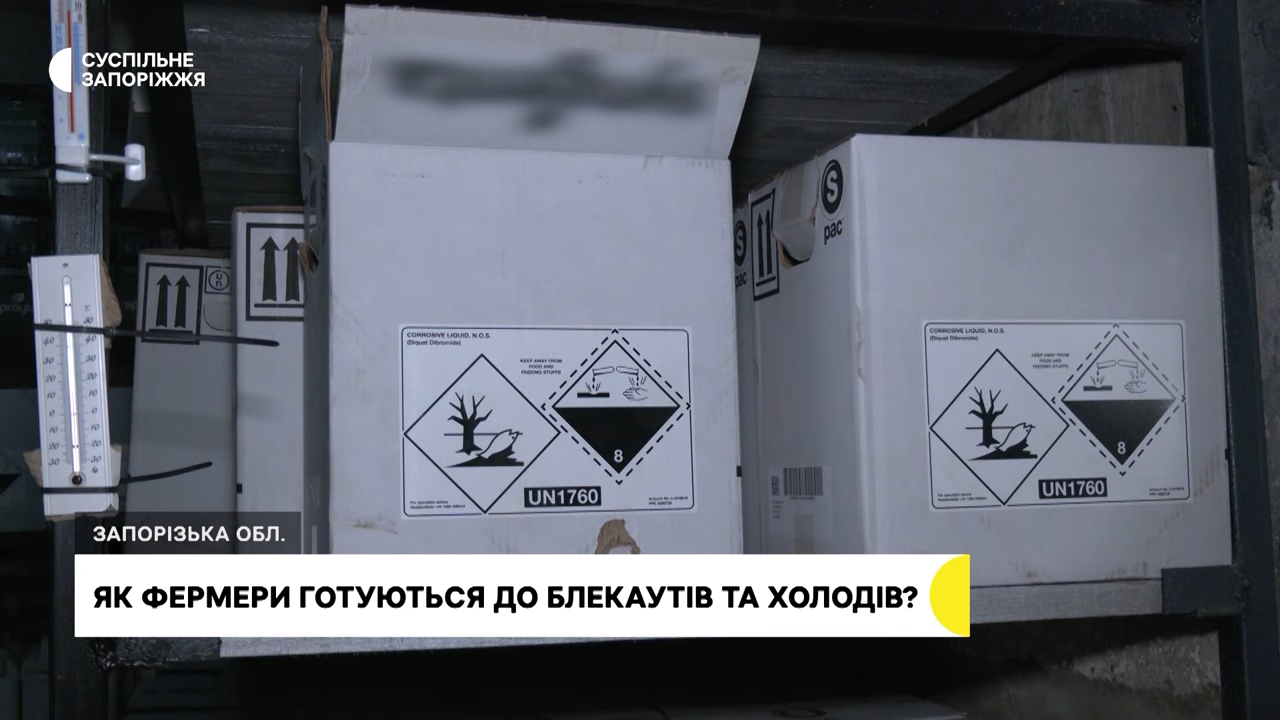 СУСПІЛЬНЕ
ЗАПОРІЖЖЯ
S
pac
CORROSIVE LIQUID, N.O.S.
(Diquat Dibromide)
KEEP AWAY FROM
FOOD AND
FEEDING STUFFS
8
UN1760
CORROSIVE LIQUID, N.O.S.
(Diquat Dibromide)
KEEP AWAY FROM
FOOD AND
FEEDING STUFFS
8
UN1760
ЗАПОРІЗЬКА ОБЛ.
ЯК ФЕРМЕРИ ГОТУЮТЬСЯ ДО БЛЕКАУТІВ ТА ХОЛОДІВ?